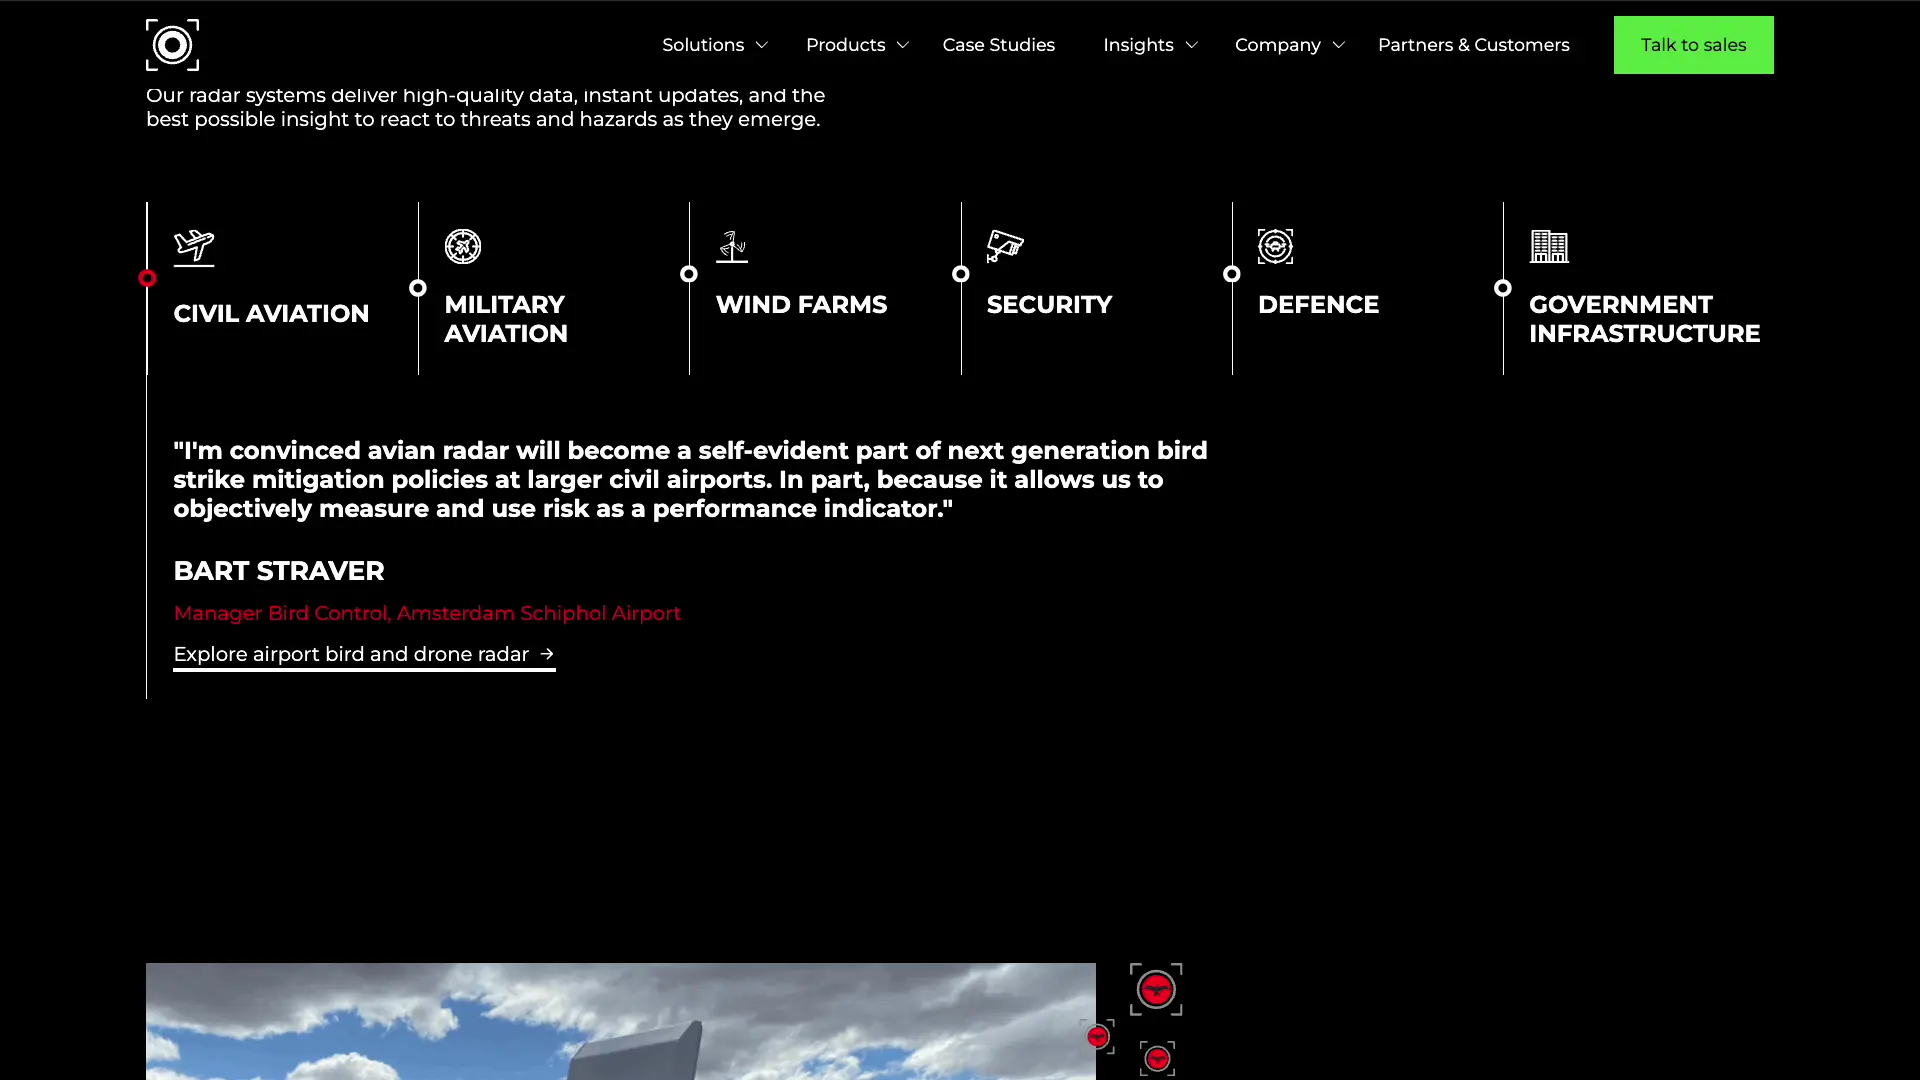 Solutions
Products
Case Studies
Insights
Company
Partners & Customers
Talk to sales
Our radar systems deliver high-quality data, instant updates, and the
best possible insight to react to threats and hazards as they emerge.
CIVIL AVIATION
MILITARY
AVIATION
WIND FARMS
SECURITY
DEFENCE
GOVERNMENT
INFRASTRUCTURE
"I'm convinced avian radar will become a self-evident part of next generation bird
strike mitigation policies at larger civil airports. In part, because it allows us to
objectively measure and use risk as a performance indicator."
BART STRAVER
Manager Bird Control, Amsterdam Schiphol Airport
Explore airport bird and drone radar →